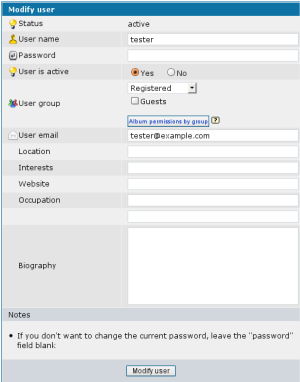 Modify user
Status active
User name tester
Password
User is active Yes No
Registered
User group Guests
Album permissions by group ?
User email tester@example.com
Location
Interests
Website
Occupation
Biography
Notes
If you don't want to change the current password, leave the "password"
field blank
Modify user